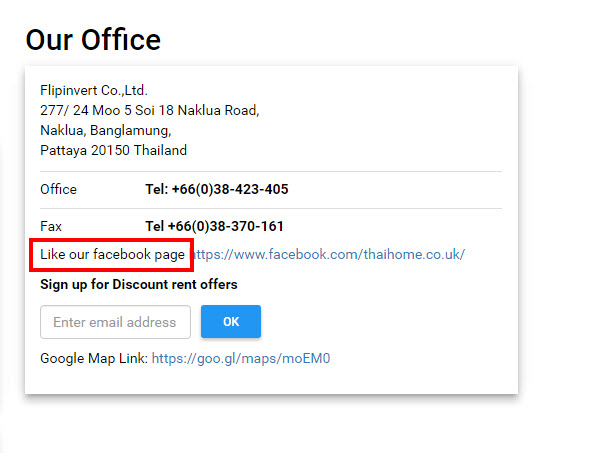 Our Office
Flipinvert Co.,Ltd.
277/ 24 Moo 5 Soi 18 Naklua Road,
Naklua, Banglamung,
Pattaya 20150 Thailand
Office Tel: +66(0)38-423-405
Fax Tel +66(0)38-370-161
Like our facebook page https://www.facebook.com/thaihome.co.uk/
Sign up for Discount rent offers
Enter email address OK
Google Map Link: https://goo.gl/maps/moEM0